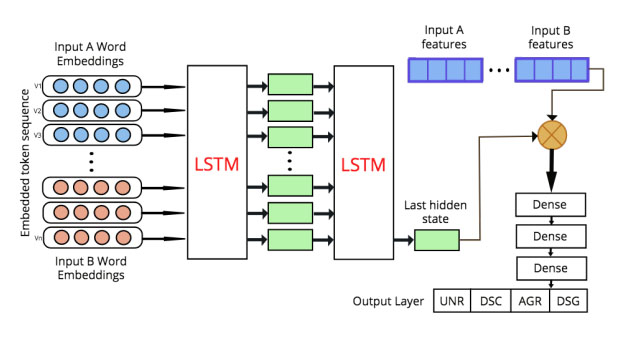 Input A Word
Embeddings
Input A
features
Input B
features
Embedded token sequence
V1
V2
V3
Vn
LSTM
LSTM
Input B Word
Embeddings
Last hidden
state
Dense
Dense
Dense
Output Layer
UNR
DSC
AGR
DSG